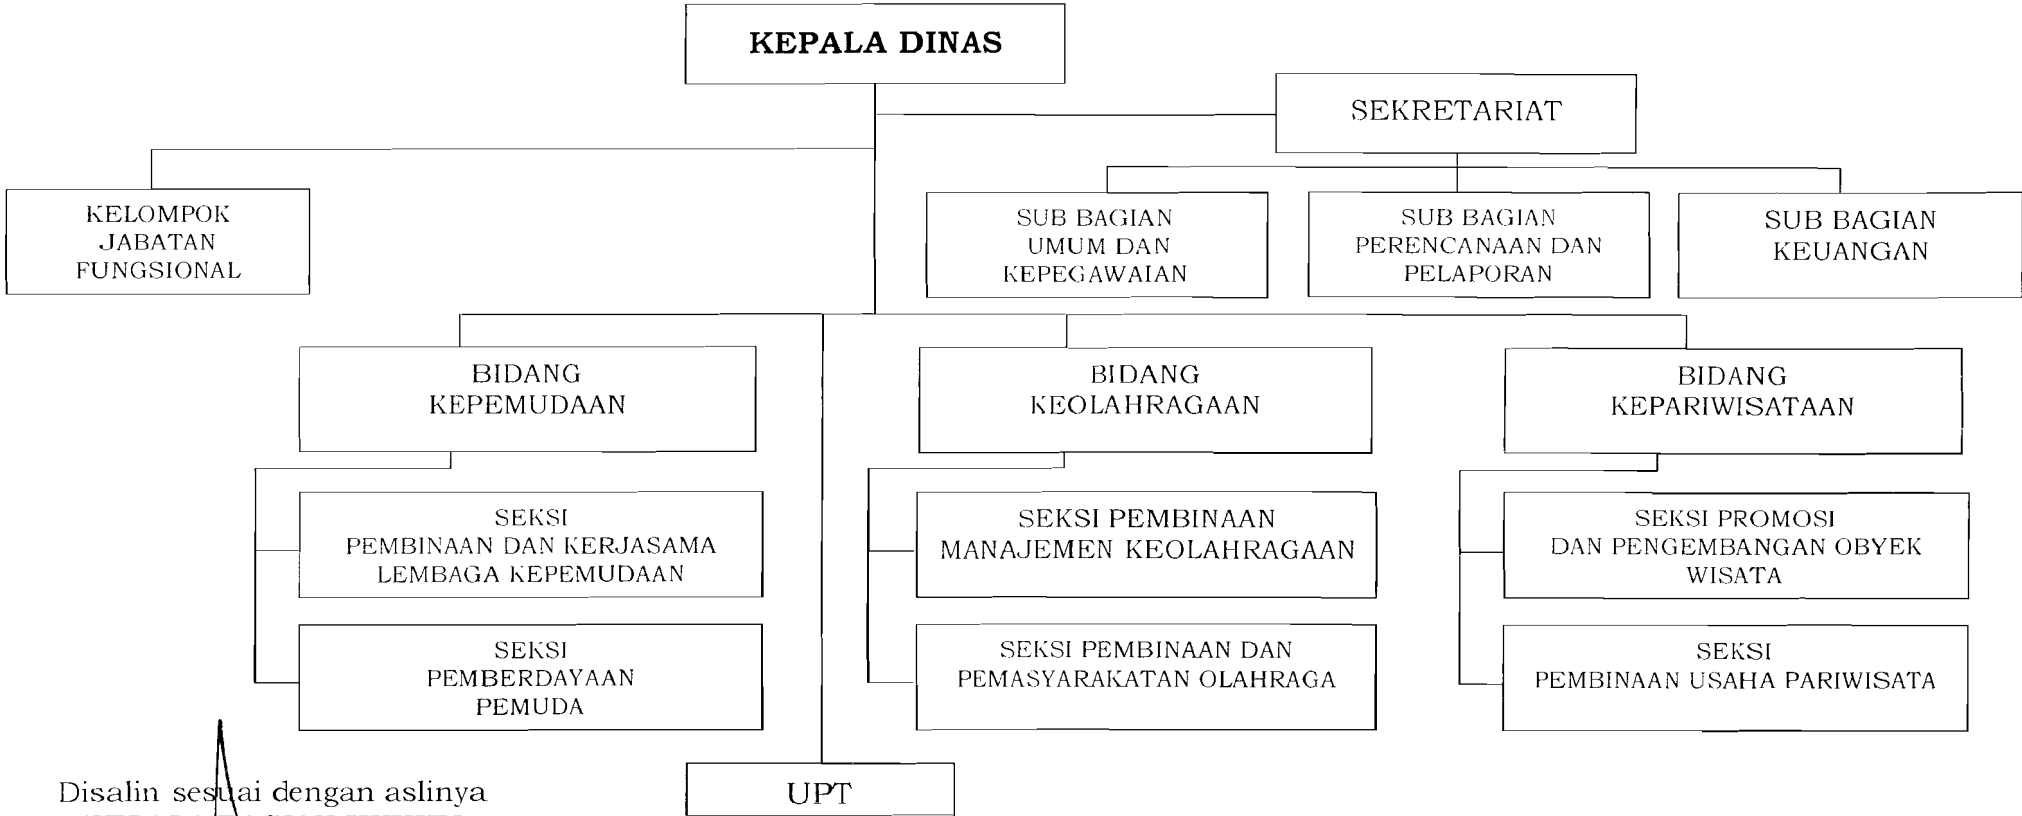 KEPALA DINAS
SEKRETARIAT
KELOMPOK
JABATAN
FUNGSIONAL
SUB BAGIAN
UMUM DAN
KEPEGAWAIAN
SUB BAGIAN
PERENCANAAN DAN
PELAPORAN
SUB BAGIAN
KEUANGAN
BIDANG
KEPEMUDAAN
BIDANG
KEOLAHRAGAAN
BIDANG
KEPARIWISATAAN
SEKSI
PEMBINAAN DAN KERJASAMA
LEMBAGA KEPEMUDAAN
SEKSI PEMBINAAN
MANAJEMEN KEOLAHRAGAAN
SEKSI PROMOSI
DAN PENGEMBANGAN OBYEK
WISATA
SEKSI
PEMBERDAYAAN
PEMUDA
SEKSI PEMBINAAN DAN
PEMASYARAKATAN OLAHRAGA
SEKSI
PEMBINAAN USAHA PARIWISATA
UPT
Disalin sesuai dengan aslinya